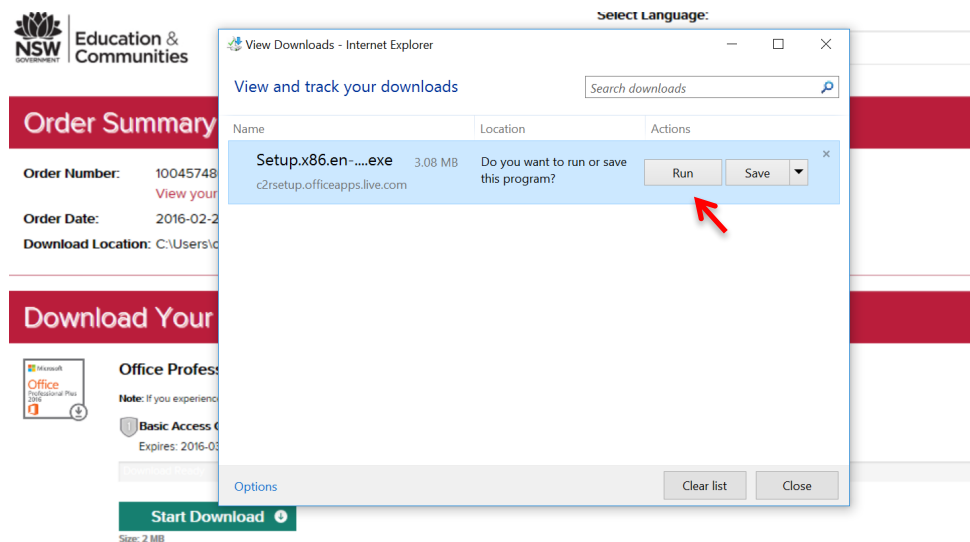 Select Language:
NSW
GOVERNMENT
Education &
Communities
View Downloads - Internet Explorer
View and track your downloads
Search downloads
Name Location Actions
Setup.x86.en-....exe 3.08 MB
c2rsetup.officeapps.live.com
Do you want to run or save
this program?
Run Save
Order Summary
Order Number: 10045748
View your
Order Date: 2016-02-2
Download Location: C:\Users\
Download Your
Microsoft
Office
Professional Plus
2016
Office Profes
Note: If you experienc
Basic Access
Expires: 2016-03
Start Download
Size: 2 MB
Options Clear list Close